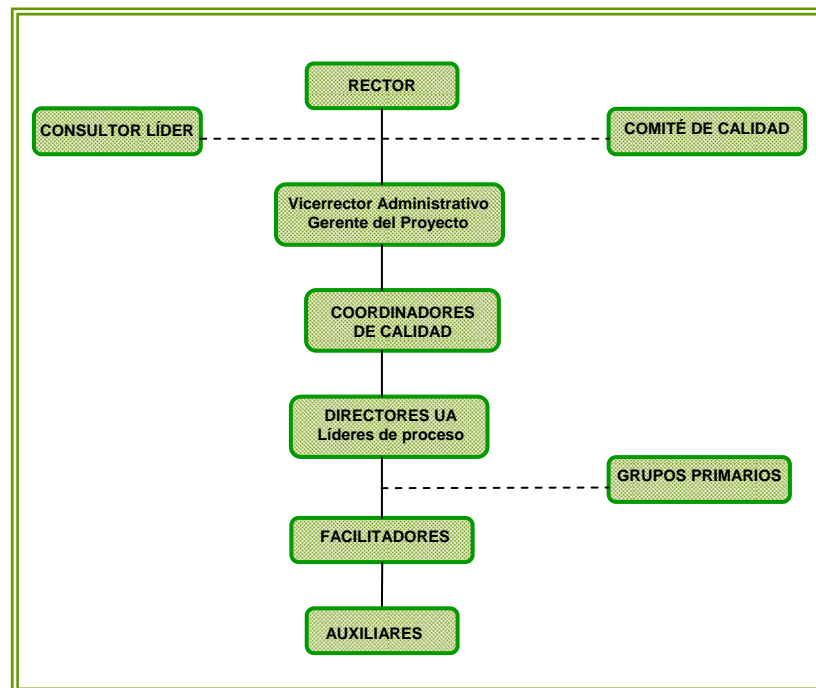 RECTOR
CONSULTOR LÍDER
COMITÉ DE CALIDAD
Vicerrector Administrativo
Gerente del Proyecto
COORDINADORES
DE CALIDAD
DIRECTORES UA
Líderes de proceso
GRUPOS PRIMARIOS
FACILITADORES
AUXILIARES